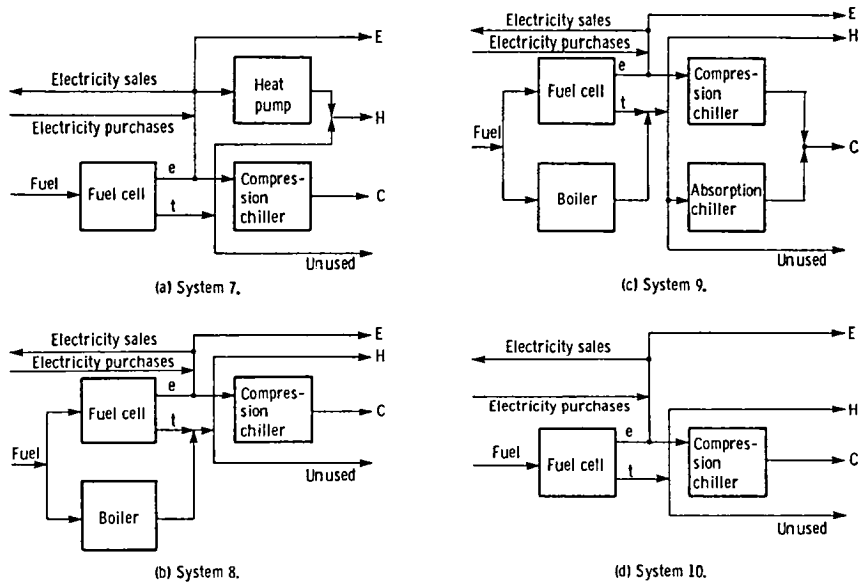 E
Electricity sales
Heat
pump
H
Electricity purchases
Fuel
Fuel cell
e
t
Compres-
sion
chiller
C
Unused
(a) System 7.
Electricity sales
E
H
Electricity purchases
e
Fuel cell
t
Compres-
sion
chiller
C
Fuel
Unused
Boiler
(b) System 8.
Electricity sales
E
H
Electricity purchases
e
Fuel cell
t
Compres-
sion
chiller
Fuel
C
Boiler
Absorption
chiller
Unused
(c) System 9.
E
Electricity sales
Electricity purchases
H
e
Fuel
Fuel cell
t
Compres-
sion
chiller
C
Unused
(d) System 10.